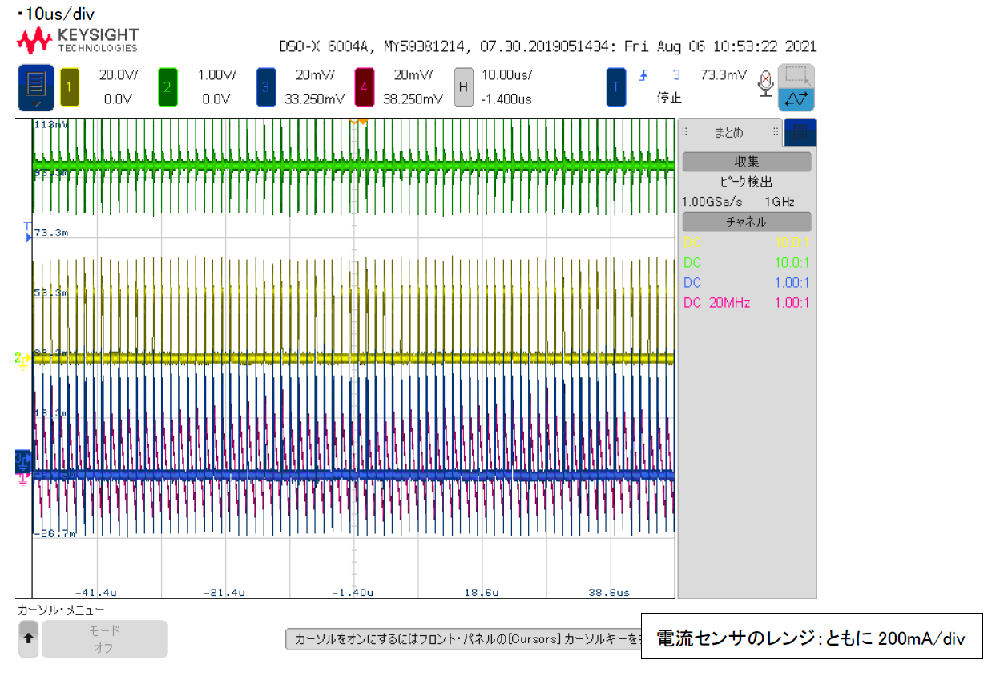 ・10us/div
KEYSIGHT
TECHNOLOGIES
DSO-X 6004A, MY59381214, 07.30.2019051434: Fri Aug 06 10:53:22 2021
1 20.0V/ 2 1.00V/ 3 20mV/ 4 20mV/ H 10.00us/ T 3 73.3mV
0.0V 0.0V 33.250mV 38.250mV -1.400us 停止
113mV
93.3m
73.3m
53.3m
18.3m
-26.7m
-41.4u -21.4u -1.40u 18.6u 38.6us
まとめ
収集
ピーク検出
1.00GSa/s 1GHz
チャネル
DC 10.0:1
DC 10.0:1
DC 1.00:1
DC 20MHz 1.00:1
カーソル・メニュー
モード
オフ
カーソルをオンにするにはフロント・パネルの[Cursors]カーソルキーを
電流センサのレンジ：ともに 200mA/div